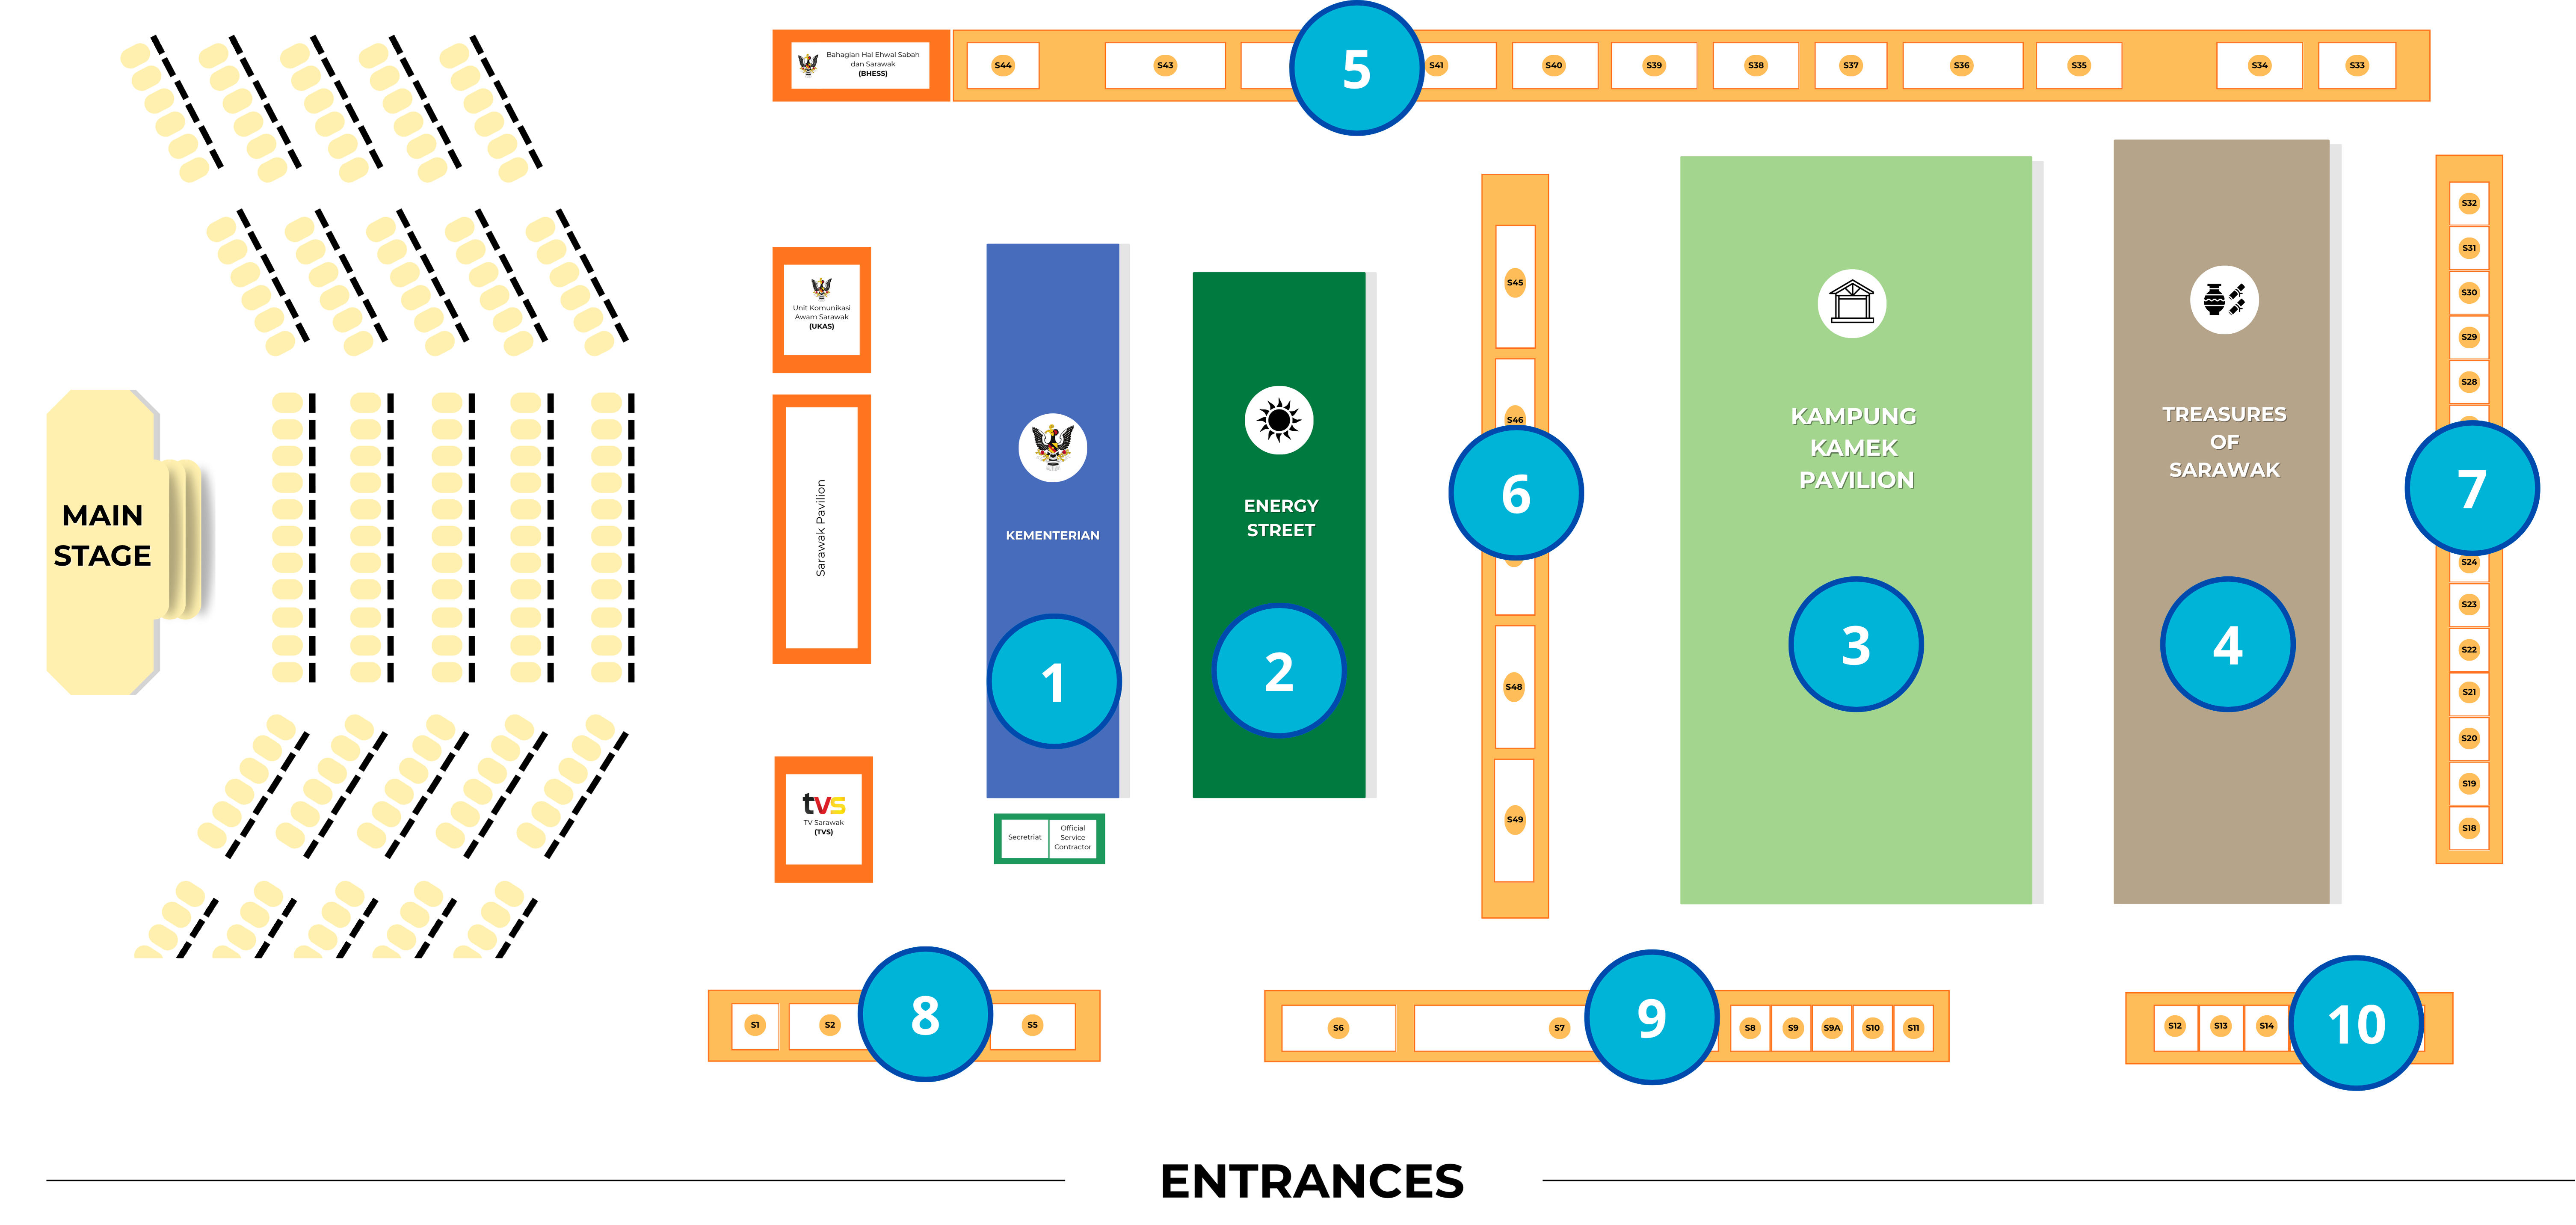 Bahagian Hal Ehwal Sabah
dan Sarawak
(BHESS)
S44
S43
5
S41
S40
S39
S38
S37
S36
S35
S34
S33
Unit Komunikasi
Awam Sarawak
(UKAS)
Sarawak Pavilion
tvs
TV Sarawak
(TVS)
MAIN
STAGE
KEMENTERIAN
1
Secretriat
Official
Service
Contractor
ENERGY
STREET
2
S45
S46
6
S48
S49
KAMPUNG
KAMEK
PAVILION
3
TREASURES
OF
SARAWAK
4
S32
S31
S30
S29
S28
7
S24
S23
S22
S21
S20
S19
S18
S1
S2
8
S5
S6
S7
9
S8
S9
S9A
S10
S11
S12
S13
S14
10
ENTRANCES